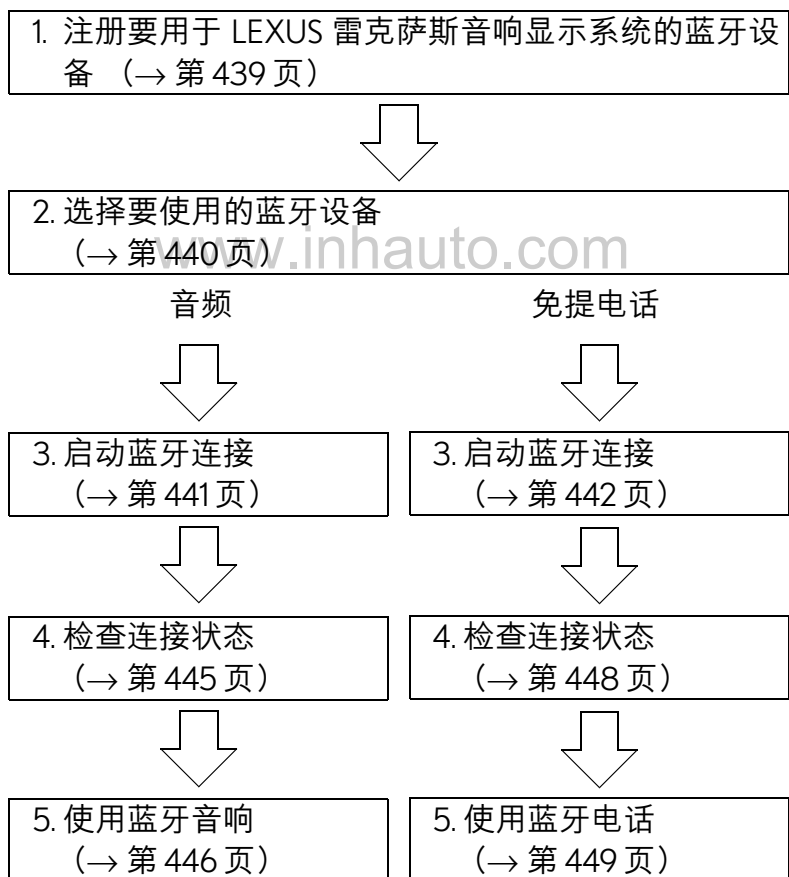 1. 注册要用于 LEXUS 雷克萨斯音响显示系统的蓝牙设
备 （→ 第 439 页）
2. 选择要使用的蓝牙设备
（→ 第 440 页）
www.inhauto.com
音频
免提电话
3. 启动蓝牙连接
（→ 第 441 页）
3. 启动蓝牙连接
（→ 第 442 页）
4. 检查连接状态
（→ 第 445 页）
4. 检查连接状态
（→ 第 448 页）
5. 使用蓝牙音响
（→ 第 446 页）
5. 使用蓝牙电话
（→ 第 449 页）